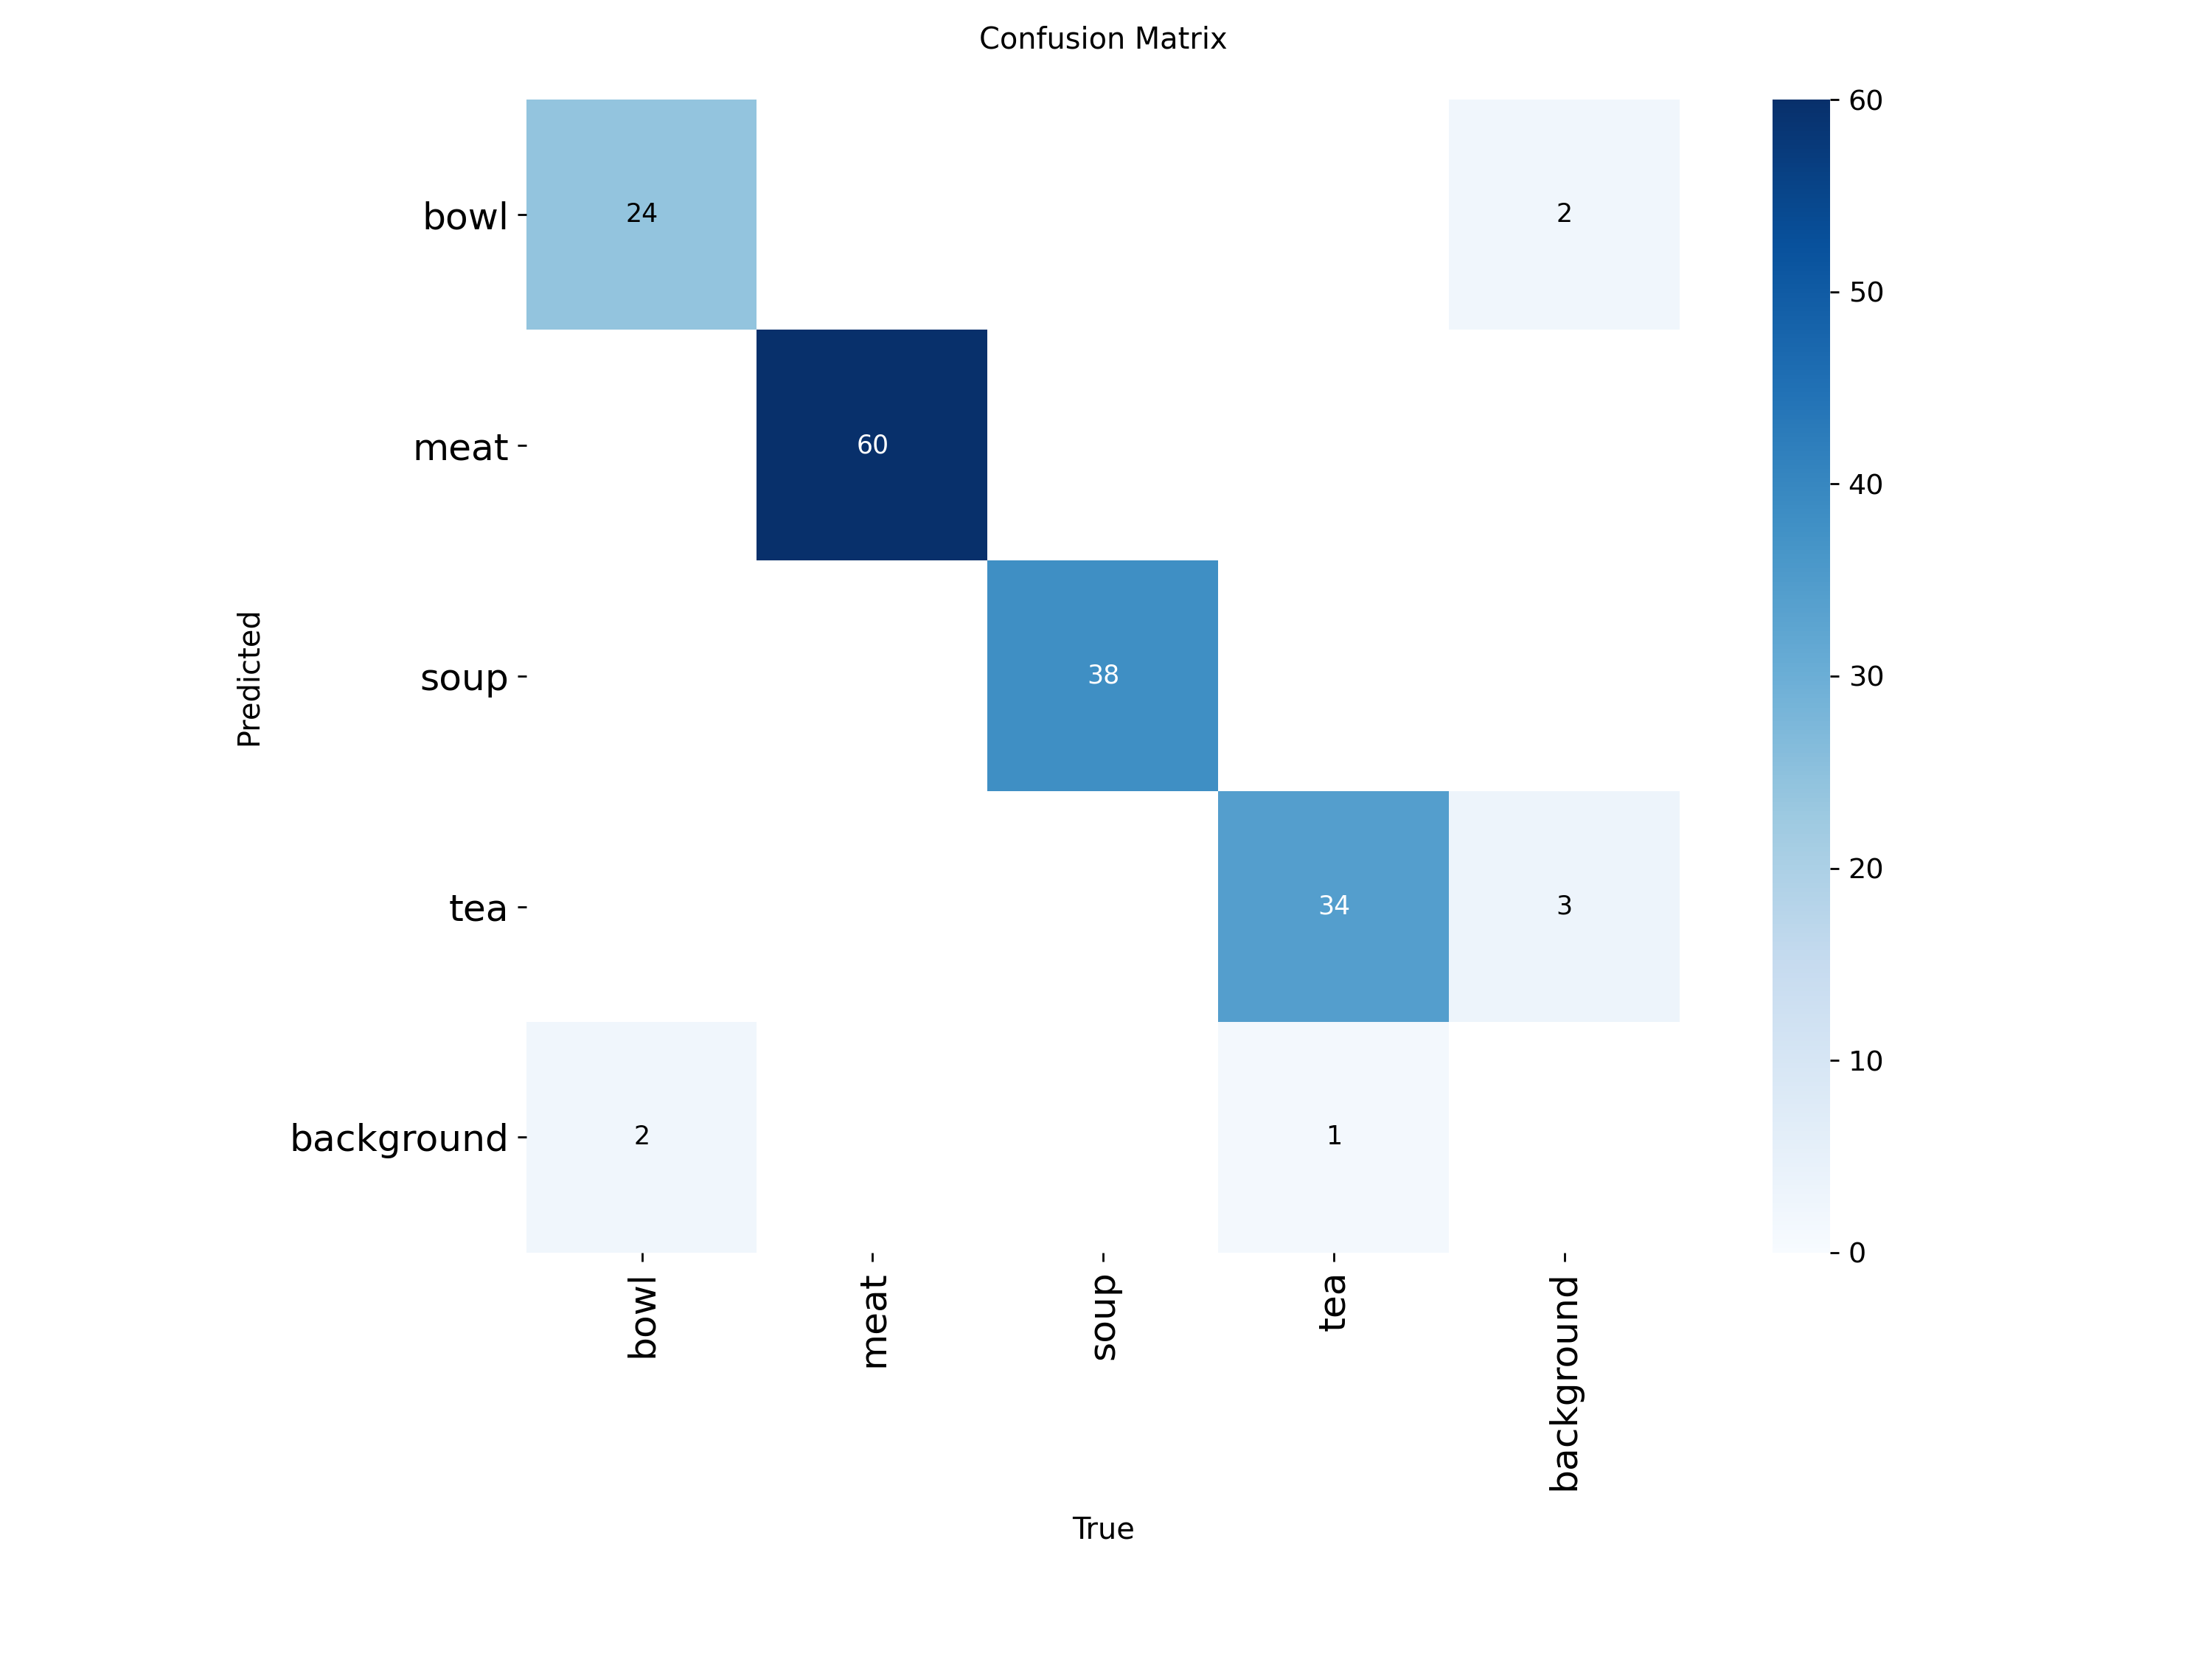 Confusion Matrix
bowl
24
2
meat
60
soup
38
tea
34
3
background
2
1
Predicted
bowl
meat
soup
tea
background
True
60
50
40
30
20
10
0